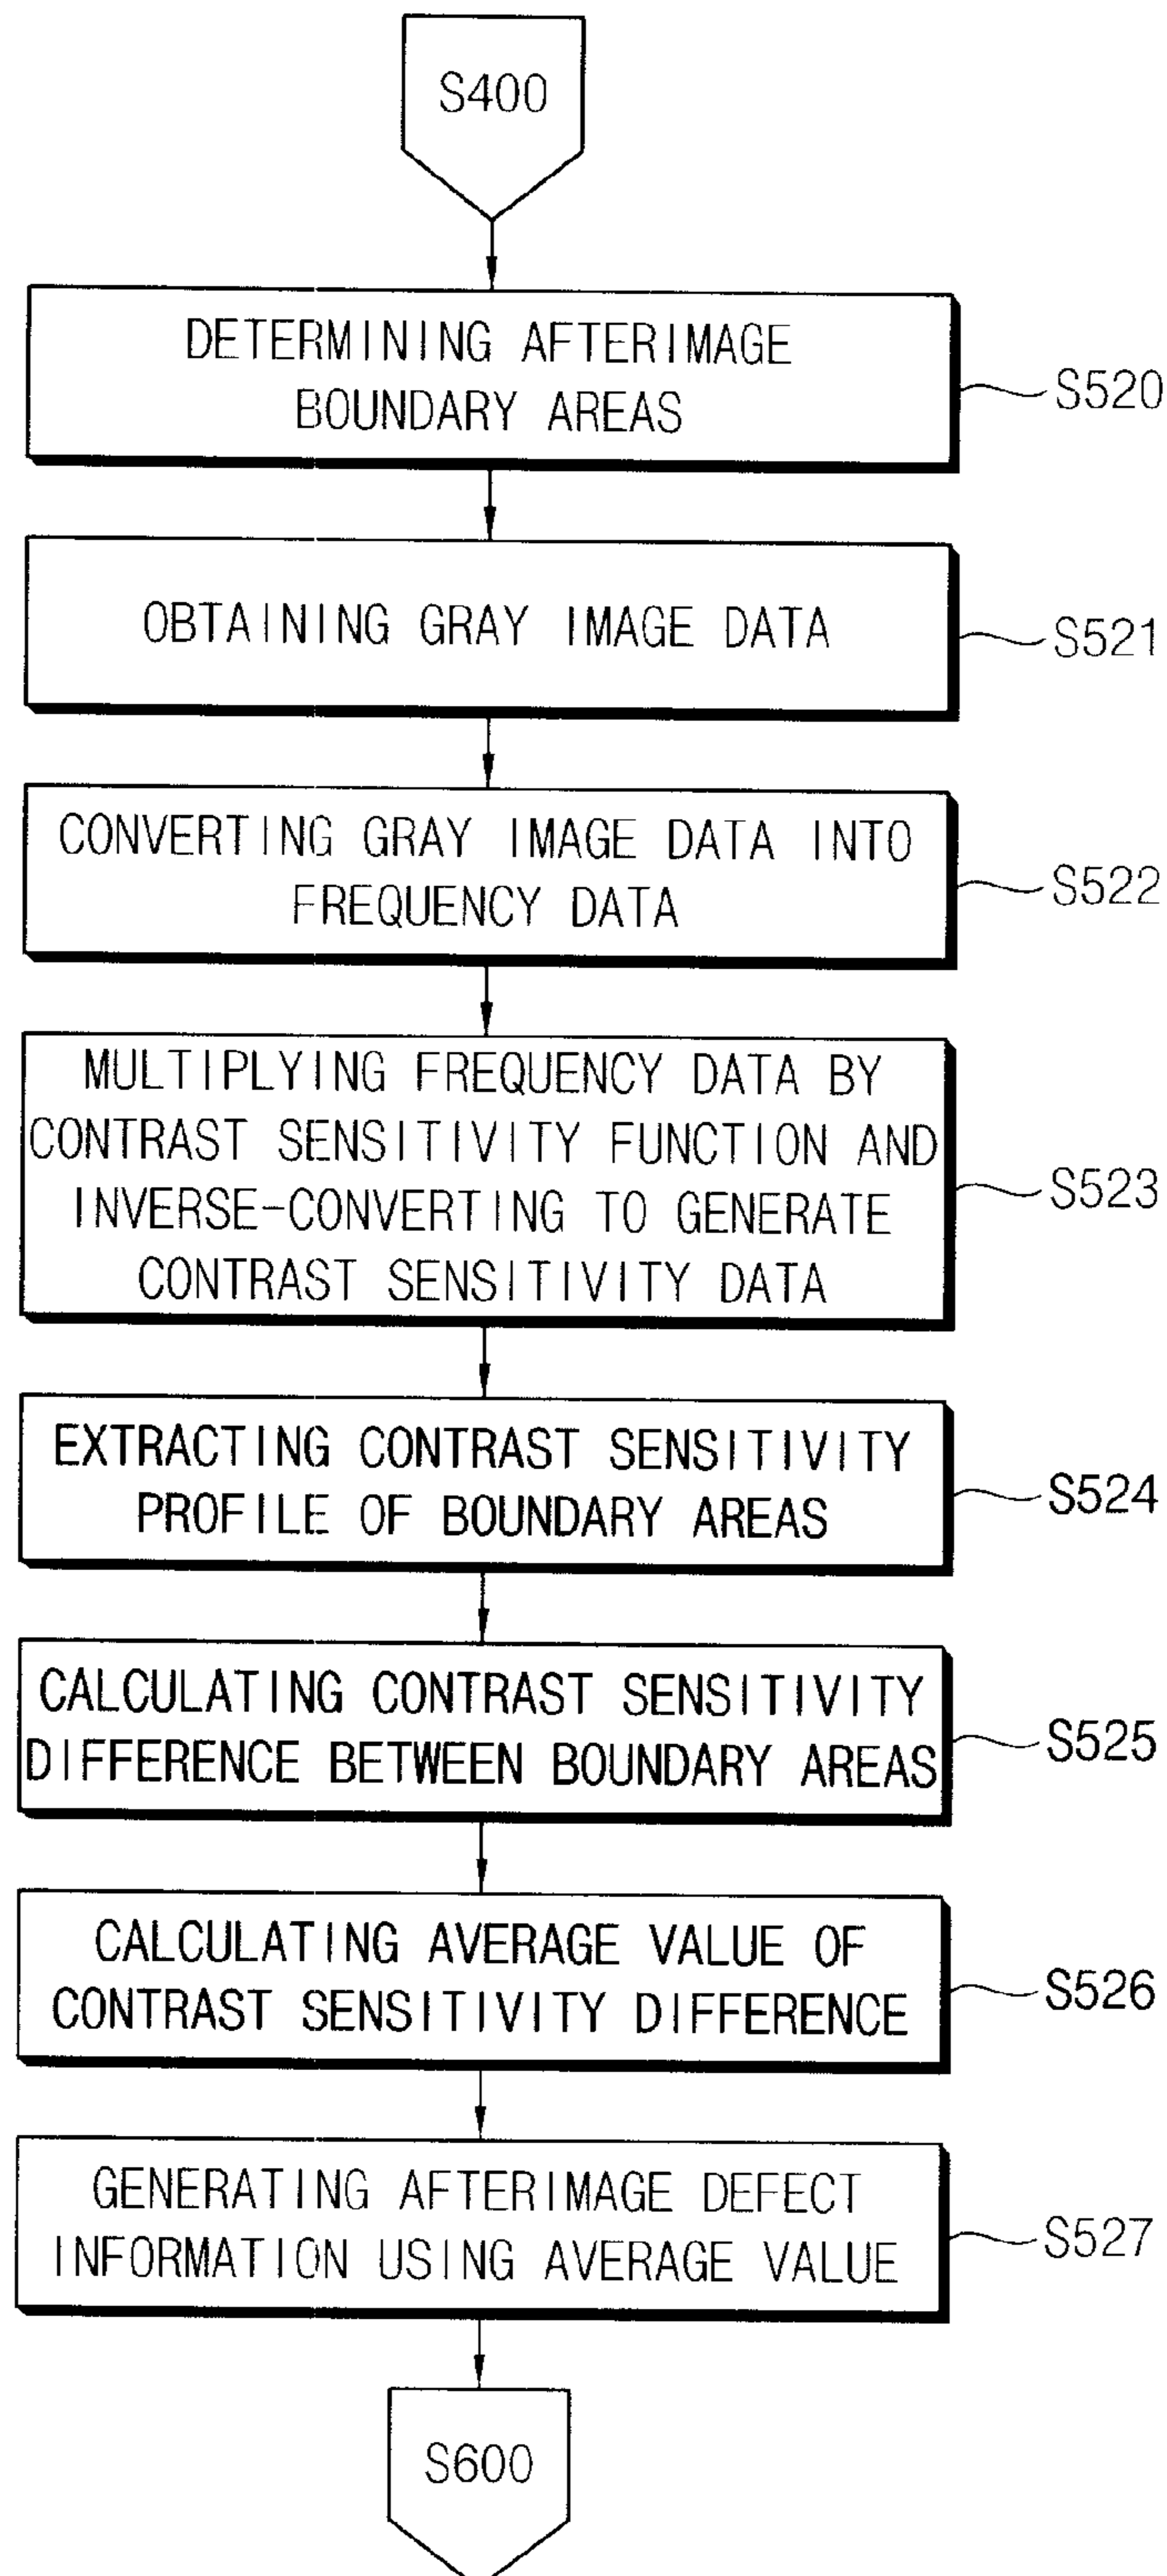 S400
DETERMINING AFTERIMAGE
BOUNDARY AREAS
S520
OBTAINING GRAY IMAGE DATA
S521
CONVERTING GRAY IMAGE DATA INTO
FREQUENCY DATA
S522
MULTIPLYING FREQUENCY DATA BY
CONTRAST SENSITIVITY FUNCTION AND
INVERSE-CONVERTING TO GENERATE
CONTRAST SENSITIVITY DATA
S523
EXTRACTING CONTRAST SENSITIVITY
PROFILE OF BOUNDARY AREAS
S524
CALCULATING CONTRAST SENSITIVITY
DIFFERENCE BETWEEN BOUNDARY AREAS
S525
CALCULATING AVERAGE VALUE OF
CONTRAST SENSITIVITY DIFFERENCE
S526
GENERATING AFTERIMAGE DEFECT
INFORMATION USING AVERAGE VALUE
S527
S600